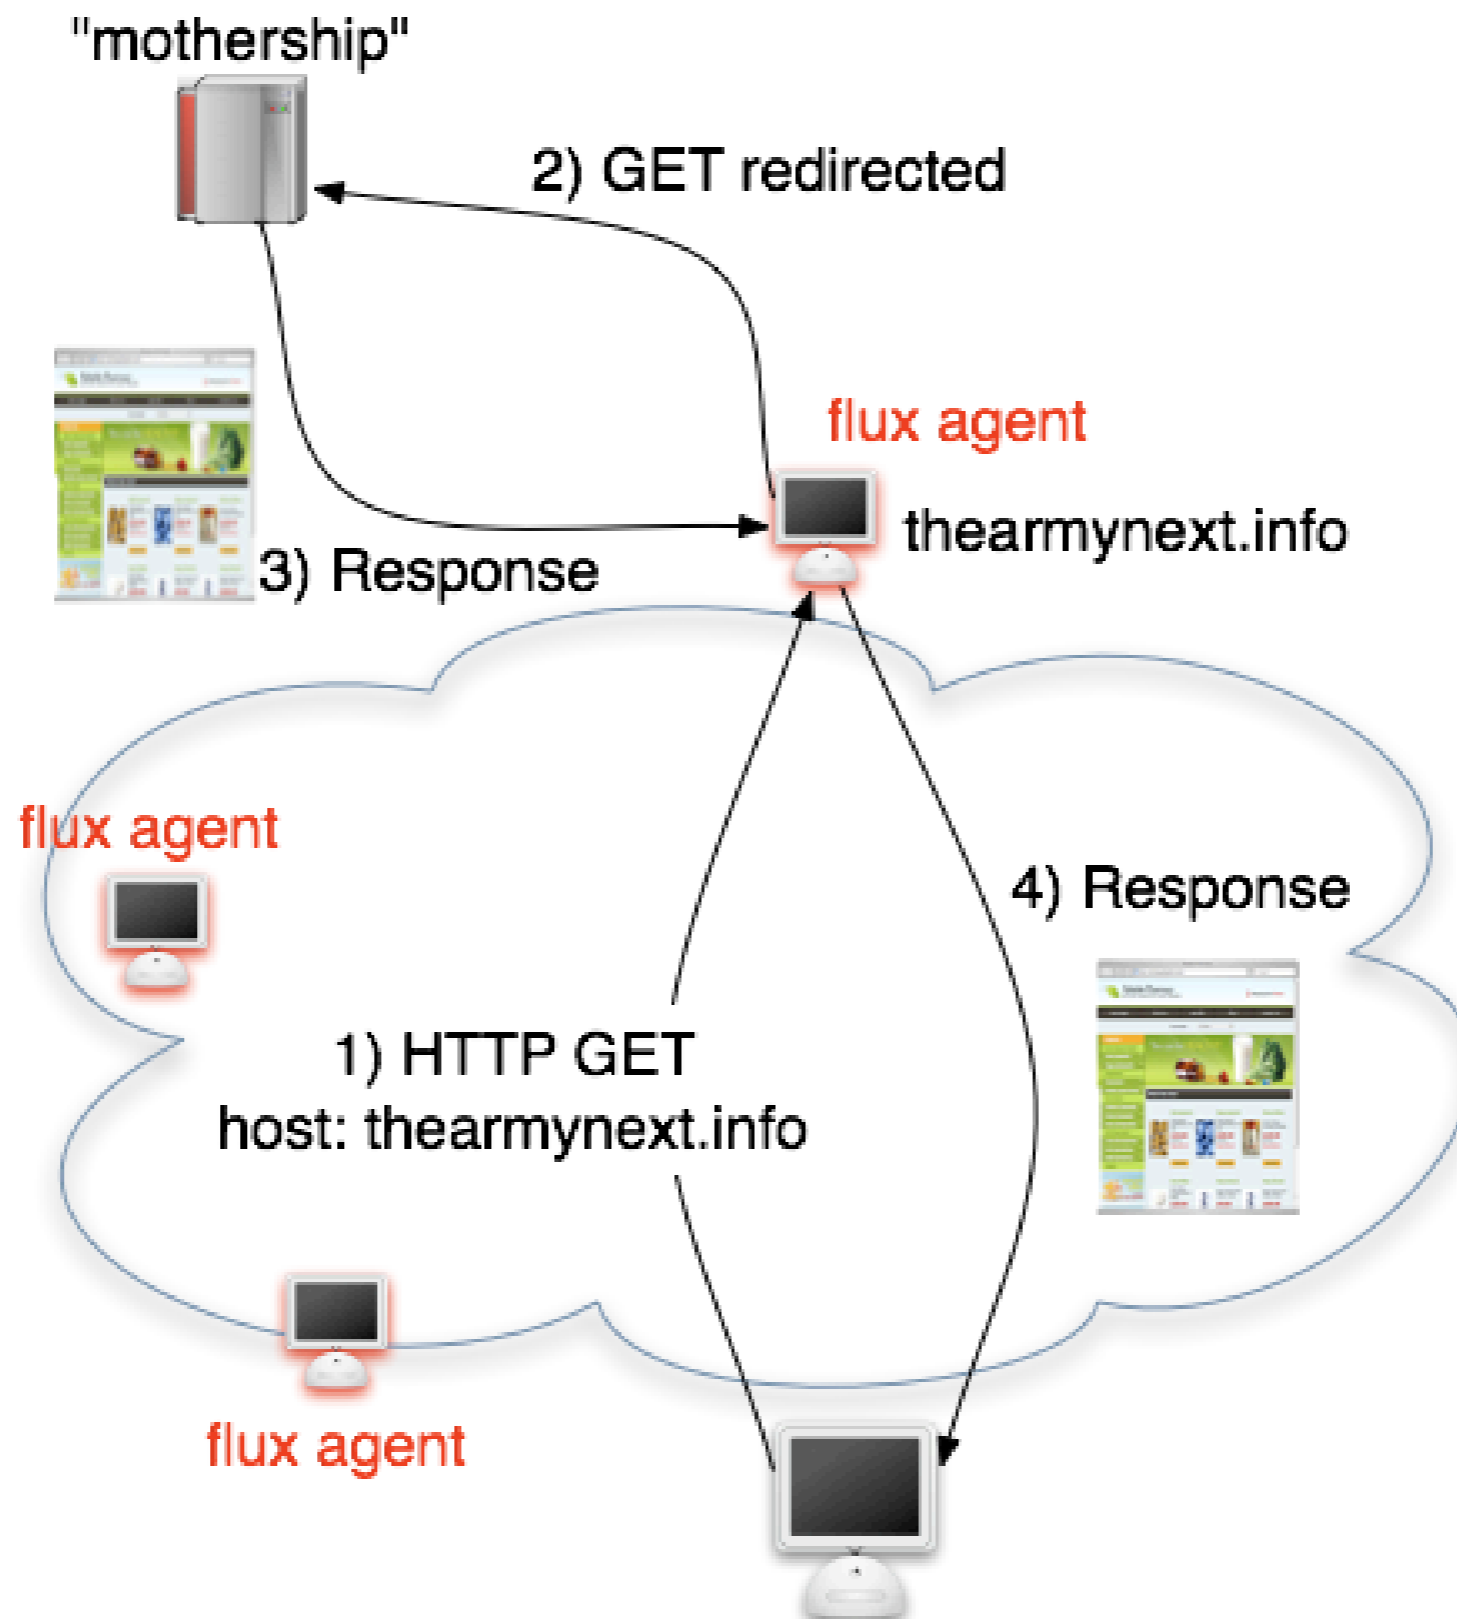 "mothership"
2) GET redirected
flux agent
thearmynext.info
3) Response
flux agent
4) Response
1) HTTP GET
host: thearmynext.info
flux agent